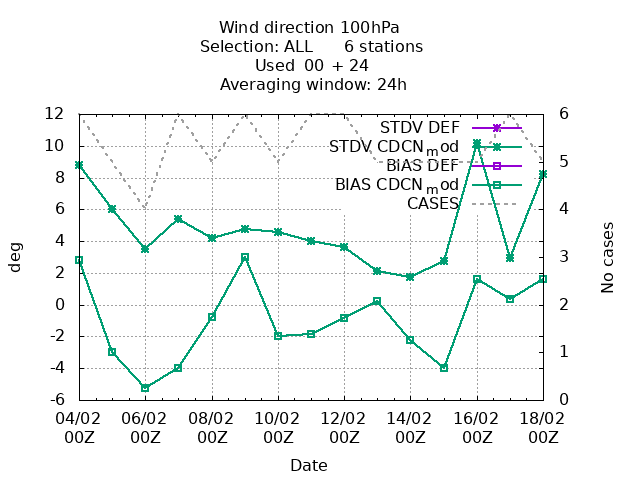 Wind direction 100hPa
Selection: ALL 6 stations
Used 00 + 24
Averaging window: 24h
12
10
8
6
4
2
0
-2
-4
-6
deg
STDV DEF
STDV CDCNmod
BIAS DEF
BIAS CDCNmod
CASES
6
5
4
3
2
1
0
No cases
04/02 06/02 08/02 10/02 12/02 14/02 16/02 18/02
00Z 00Z 00Z 00Z 00Z 00Z 00Z 00Z
Date